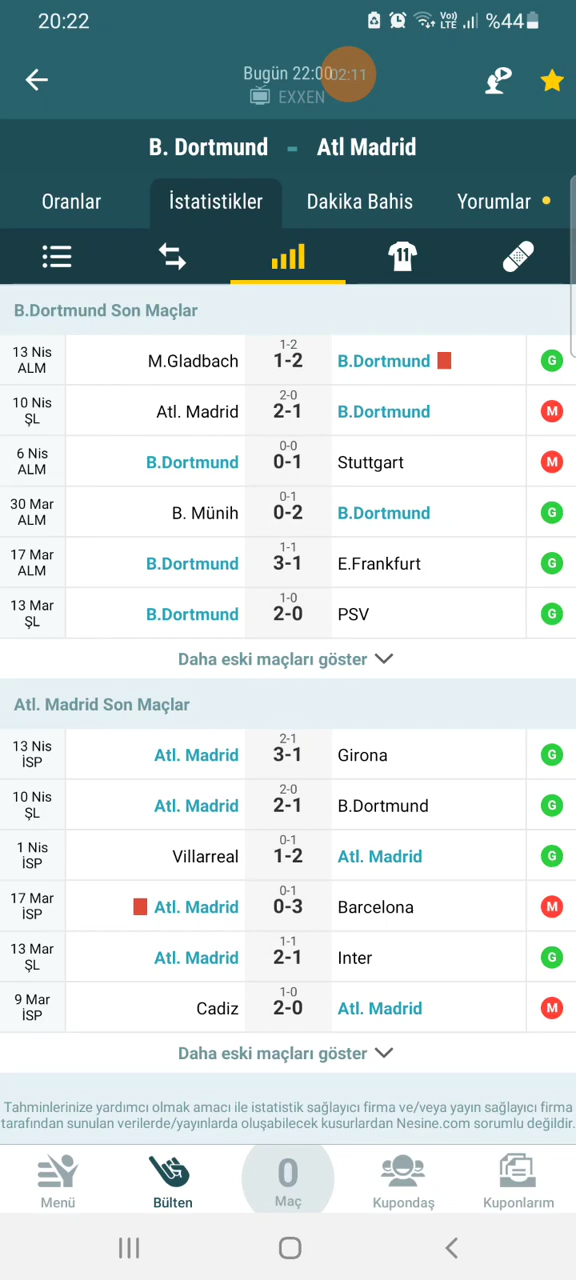 20:22 Vo)) LTE %44
Bugün 22:00 02:11
EXXEN
B. Dortmund - Atl Madrid
Oranlar İstatistikler Dakika Bahis Yorumlar
11
B.Dortmund Son Maçlar
13 Nis ALM M.Gladbach 1-2 1-2 B.Dortmund G
10 Nis ŞL Atl. Madrid 2-0 2-1 B.Dortmund M
6 Nis ALM B.Dortmund 0-0 0-1 Stuttgart M
30 Mar ALM B. Münih 0-1 0-2 B.Dortmund G
17 Mar ALM B.Dortmund 1-1 3-1 E.Frankfurt G
13 Mar ŞL B.Dortmund 1-0 2-0 PSV G
Daha eski maçları göster
Atl. Madrid Son Maçlar
13 Nis İSP Atl. Madrid 2-1 3-1 Girona G
10 Nis ŞL Atl. Madrid 2-0 2-1 B.Dortmund G
1 Nis İSP Villarreal 0-1 1-2 Atl. Madrid G
17 Mar İSP Atl. Madrid 0-1 0-3 Barcelona M
13 Mar ŞL Atl. Madrid 1-1 2-1 Inter G
9 Mar İSP Cadiz 1-0 2-0 Atl. Madrid M
Daha eski maçları göster
Tahminlerinize yardımcı olmak amacı ile istatistik sağlayıcı firma ve/veya yayın sağlayıcı firma
tarafından sunulan verilerde/yayınlarda oluşabilecek kusurlardan Nesine.com sorumlu değildir.
0
Menü Bülten Maç Kupondaş Kuponlarım